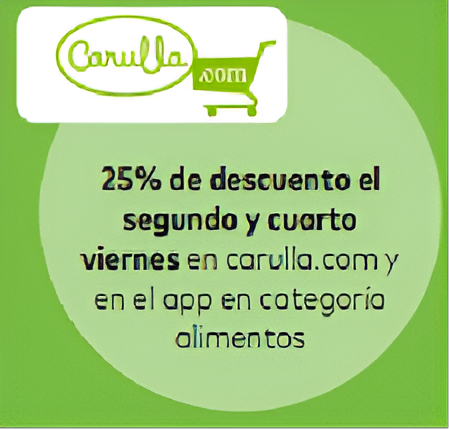 Carulla
.com
25% de descuento el
segundo y cuarto
viernes en carulla.com y
en el app en categoría
alimentos